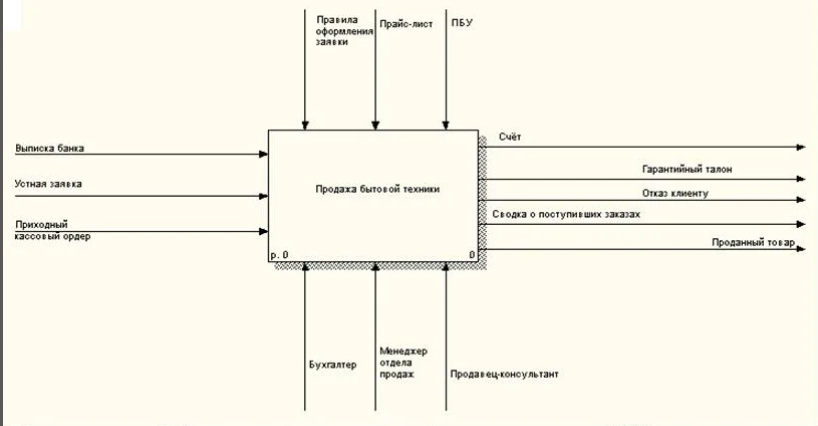 Правила
оформления
заявки
Прайс-лист
ПБУ
Выписка банка
Устная заявка
Приходный
кассовый ордер
Продажа бытовой техники
р. 0
0
Счёт
Гарантийный талон
Отказ клиенту
Сводка о поступивших заказах
Проданный товар
Бухгалтер
Менеджер
отдела
продаж
Продавец-консультант